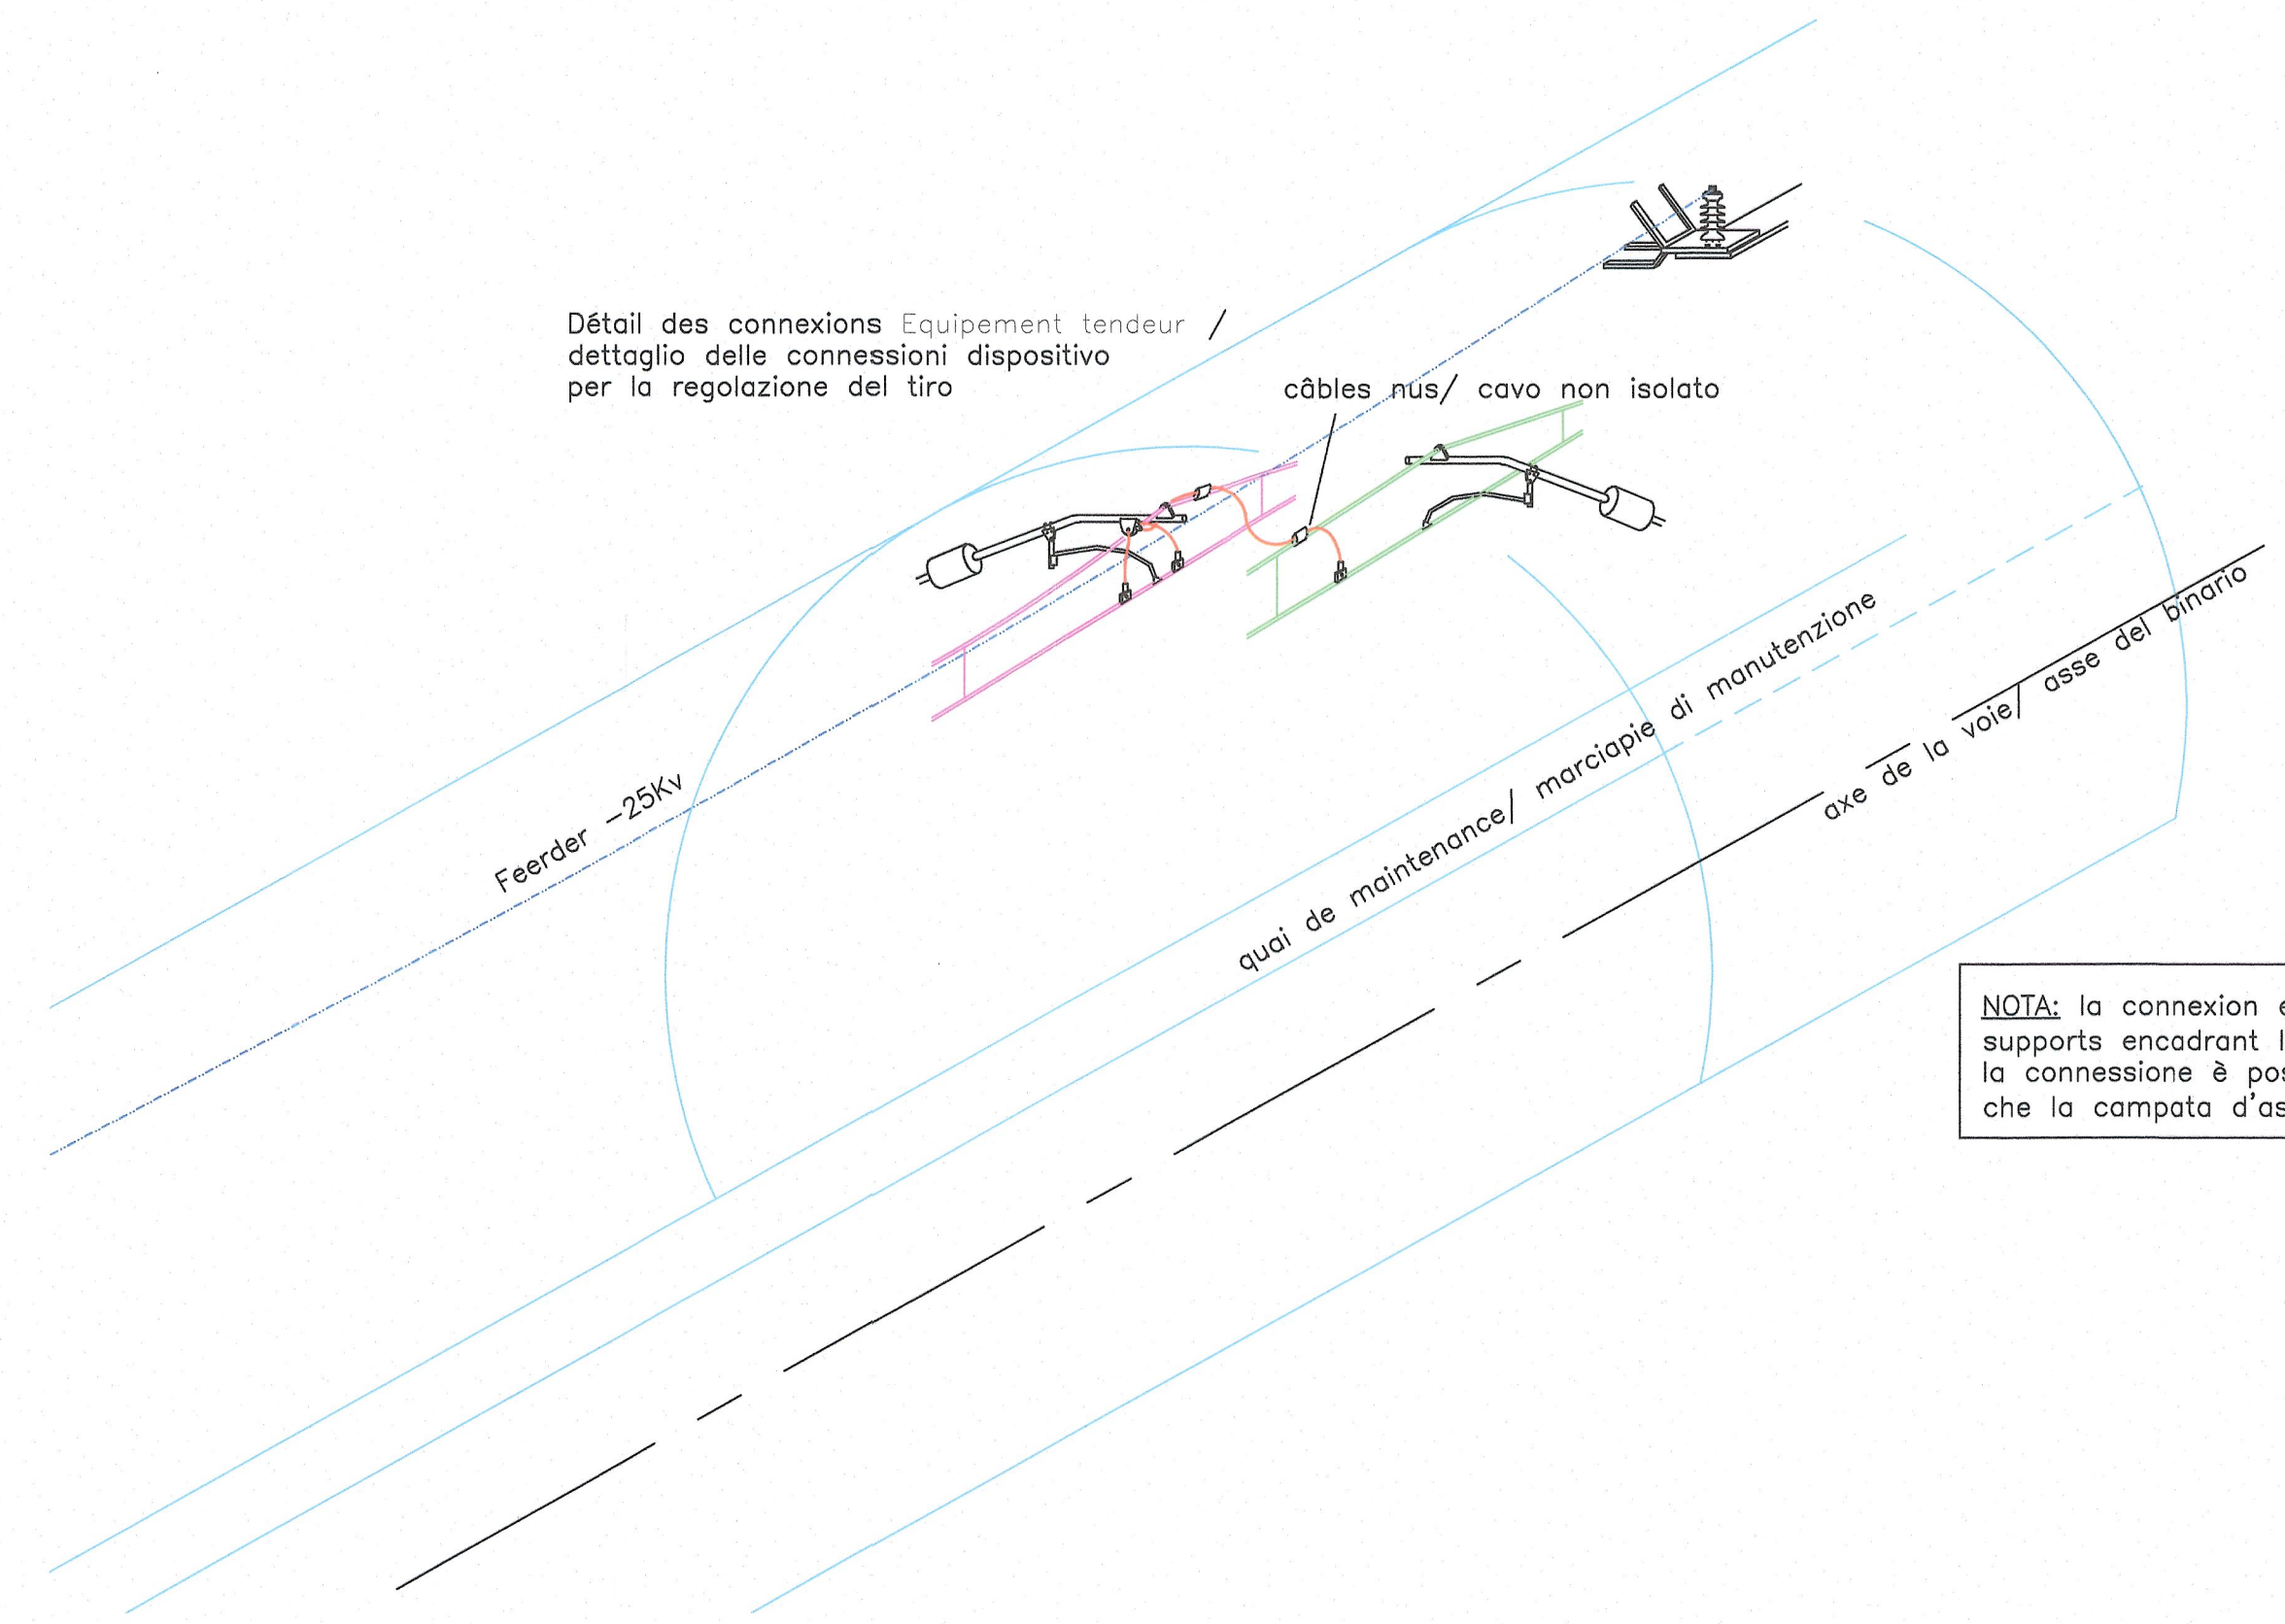 Détail des connexions Equipement tendeur /
dettaglio delle connessioni dispositivo
per la regolazione del tiro
câbles nus/ cavo non isolato
Feerder -25Kv
quai de maintenance/ marciapie di manutenzione
axe de la voie/ asse del binario
NOTA: la connexion
supports encadrant
la connessione è
che la campata